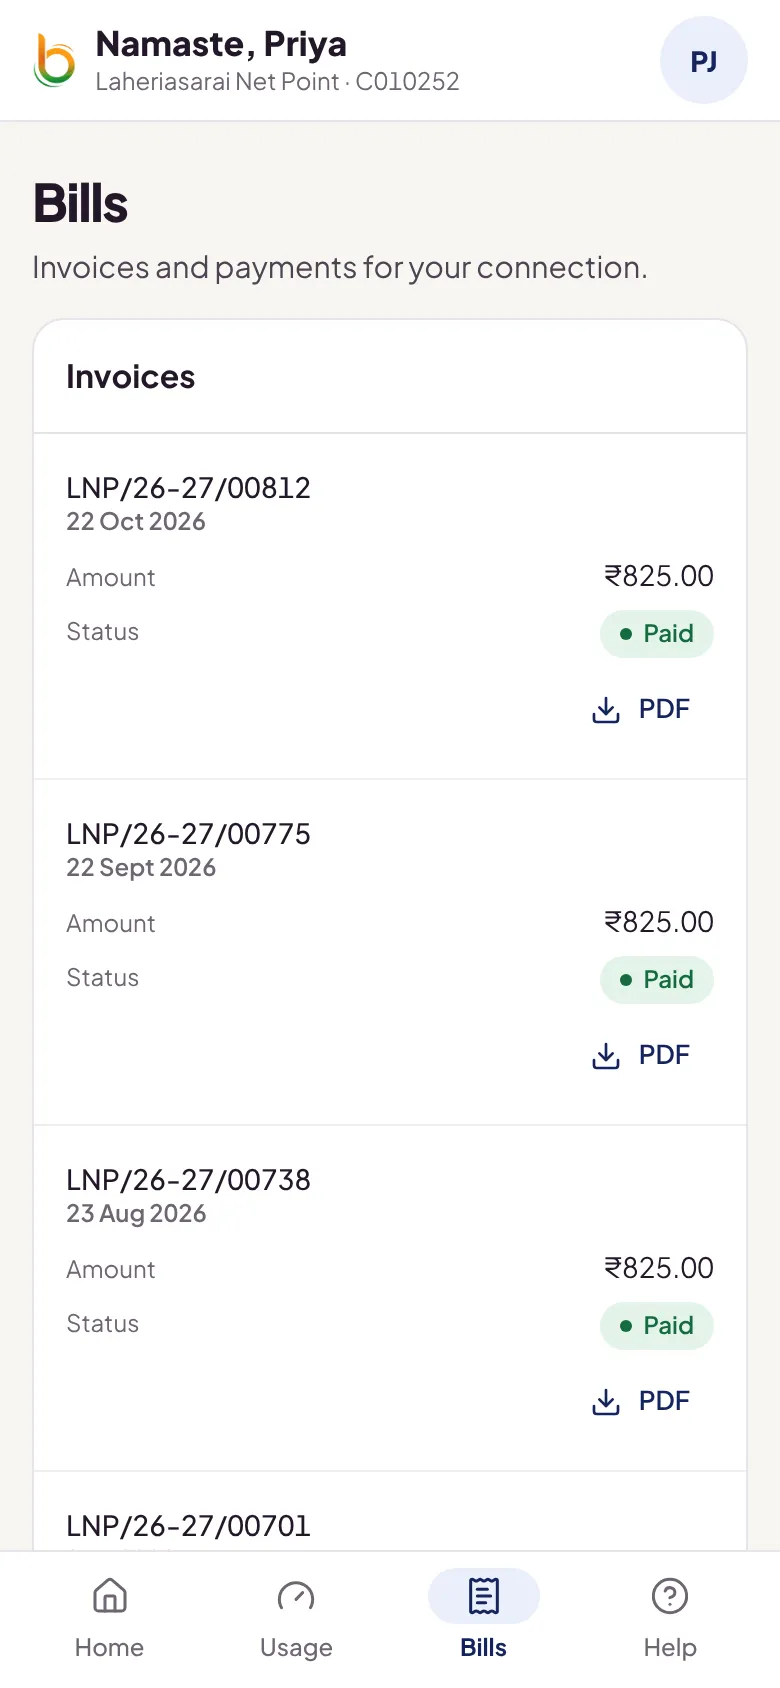 Namaste, Priya
Laheriasarai Net Point · C010252
PJ
Bills
Invoices and payments for your connection.
Invoices
LNP/26-27/00812
22 Oct 2026
Amount ₹825.00
Status Paid
PDF
LNP/26-27/00775
22 Sept 2026
Amount ₹825.00
Status Paid
PDF
LNP/26-27/00738
23 Aug 2026
Amount ₹825.00
Status Paid
PDF
LNP/26-27/00701
Home Usage Bills Help